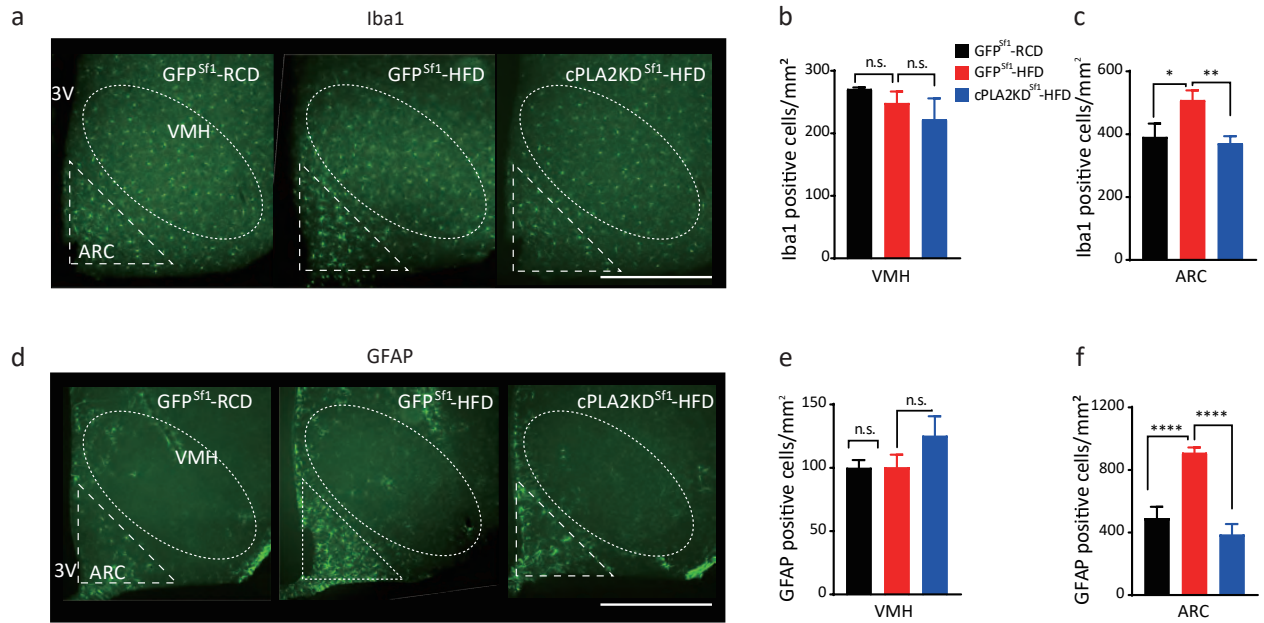 a
Iba1
GFP^Sf1-RCD
GFP^Sf1-HFD
cPLA2KD^Sf1-HFD
3V
VMH
ARC
b
Iba1 positive cells/mm²
300
200
100
0
n.s.
n.s.
VMH
GFP^Sf1-RCD
GFP^Sf1-HFD
cPLA2KD^Sf1-HFD
c
Iba1 positive cells/mm²
600
400
200
0
*
**
ARC
d
GFAP
GFP^Sf1-RCD
GFP^Sf1-HFD
cPLA2KD^Sf1-HFD
VMH
3V
ARC
e
GFAP positive cells/mm²
150
100
50
0
n.s.
n.s.
VMH
f
GFAP positive cells/mm²
1200
800
400
0
****
****
ARC